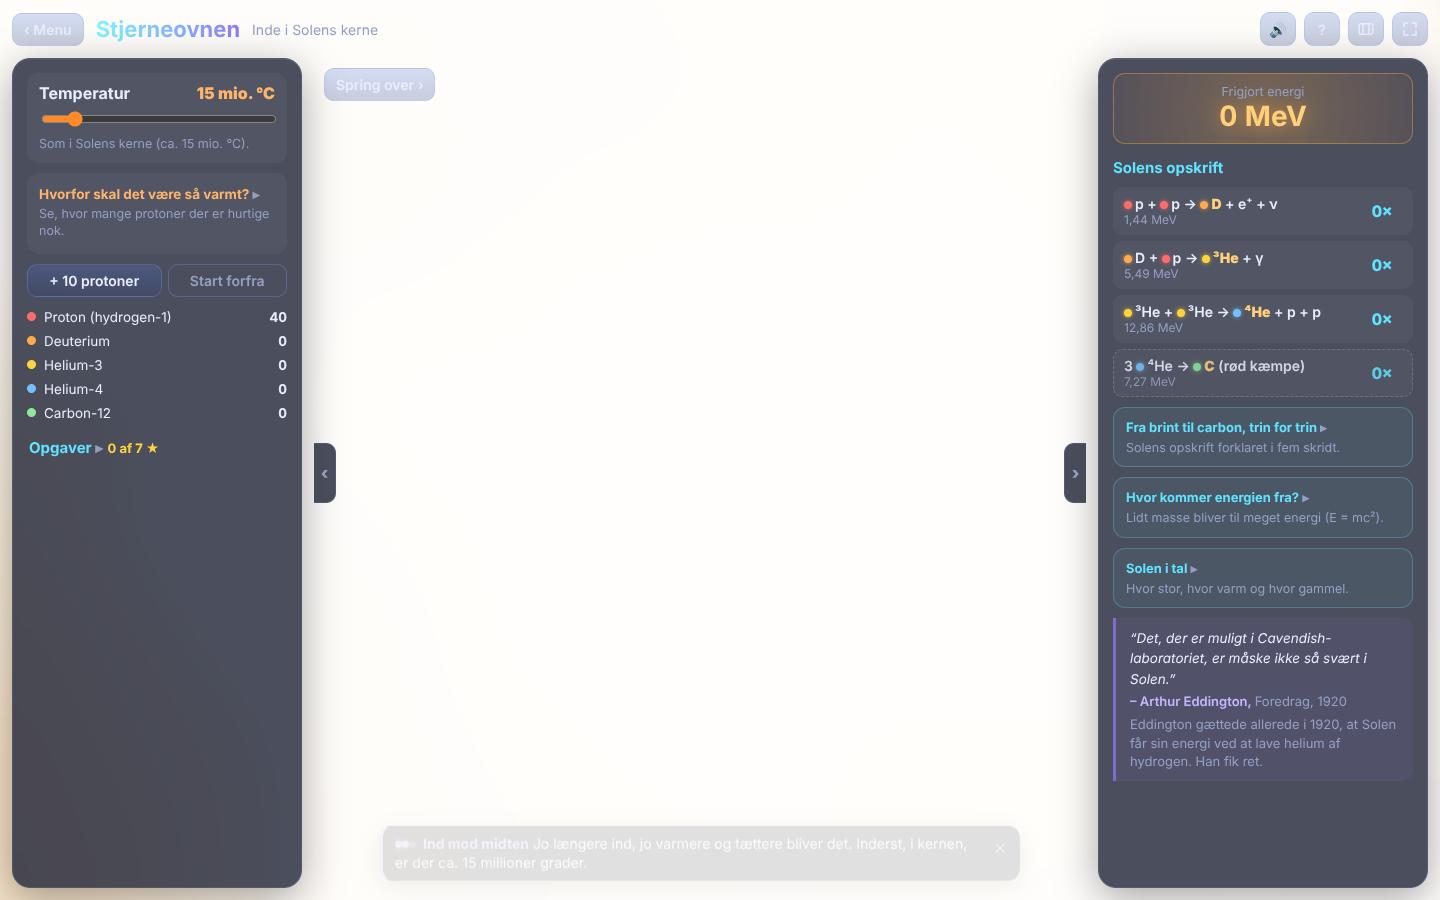 ‹ Menu
Stjerneovnen
Inde i Solens kerne
?
Spring over ›
Temperatur
15 mio. °C
Som i Solens kerne (ca. 15 mio. °C).
Hvorfor skal det være så varmt? ▸
Se, hvor mange protoner der er hurtige
nok.
+ 10 protoner
Start forfra
Proton (hydrogen-1) 40
Deuterium 0
Helium-3 0
Helium-4 0
Carbon-12 0
Opgaver ▸ 0 af 7 ★
‹
›
Ind mod midten Jo længere ind, jo varmere og tættere bliver det. Inderst, i kernen,
er der ca. 15 millioner grader.
×
Frigjort energi
0 MeV
Solens opskrift
p + p → D + e⁺ + ν
1,44 MeV
0×
D + p → ³He + γ
5,49 MeV
0×
³He + ³He → ⁴He + p + p
12,86 MeV
0×
3 ⁴He → C (rød kæmpe)
7,27 MeV
0×
Fra brint til carbon, trin for trin ▸
Solens opskrift forklaret i fem skridt.
Hvor kommer energien fra? ▸
Lidt masse bliver til meget energi (E = mc²).
Solen i tal ▸
Hvor stor, hvor varm og hvor gammel.
”Det, der er muligt i Cavendish-
laboratoriet, er måske ikke så svært i
Solen.”
– Arthur Eddington, Foredrag, 1920
Eddington gættede allerede i 1920, at Solen
får sin energi ved at lave helium af
hydrogen. Han fik ret.